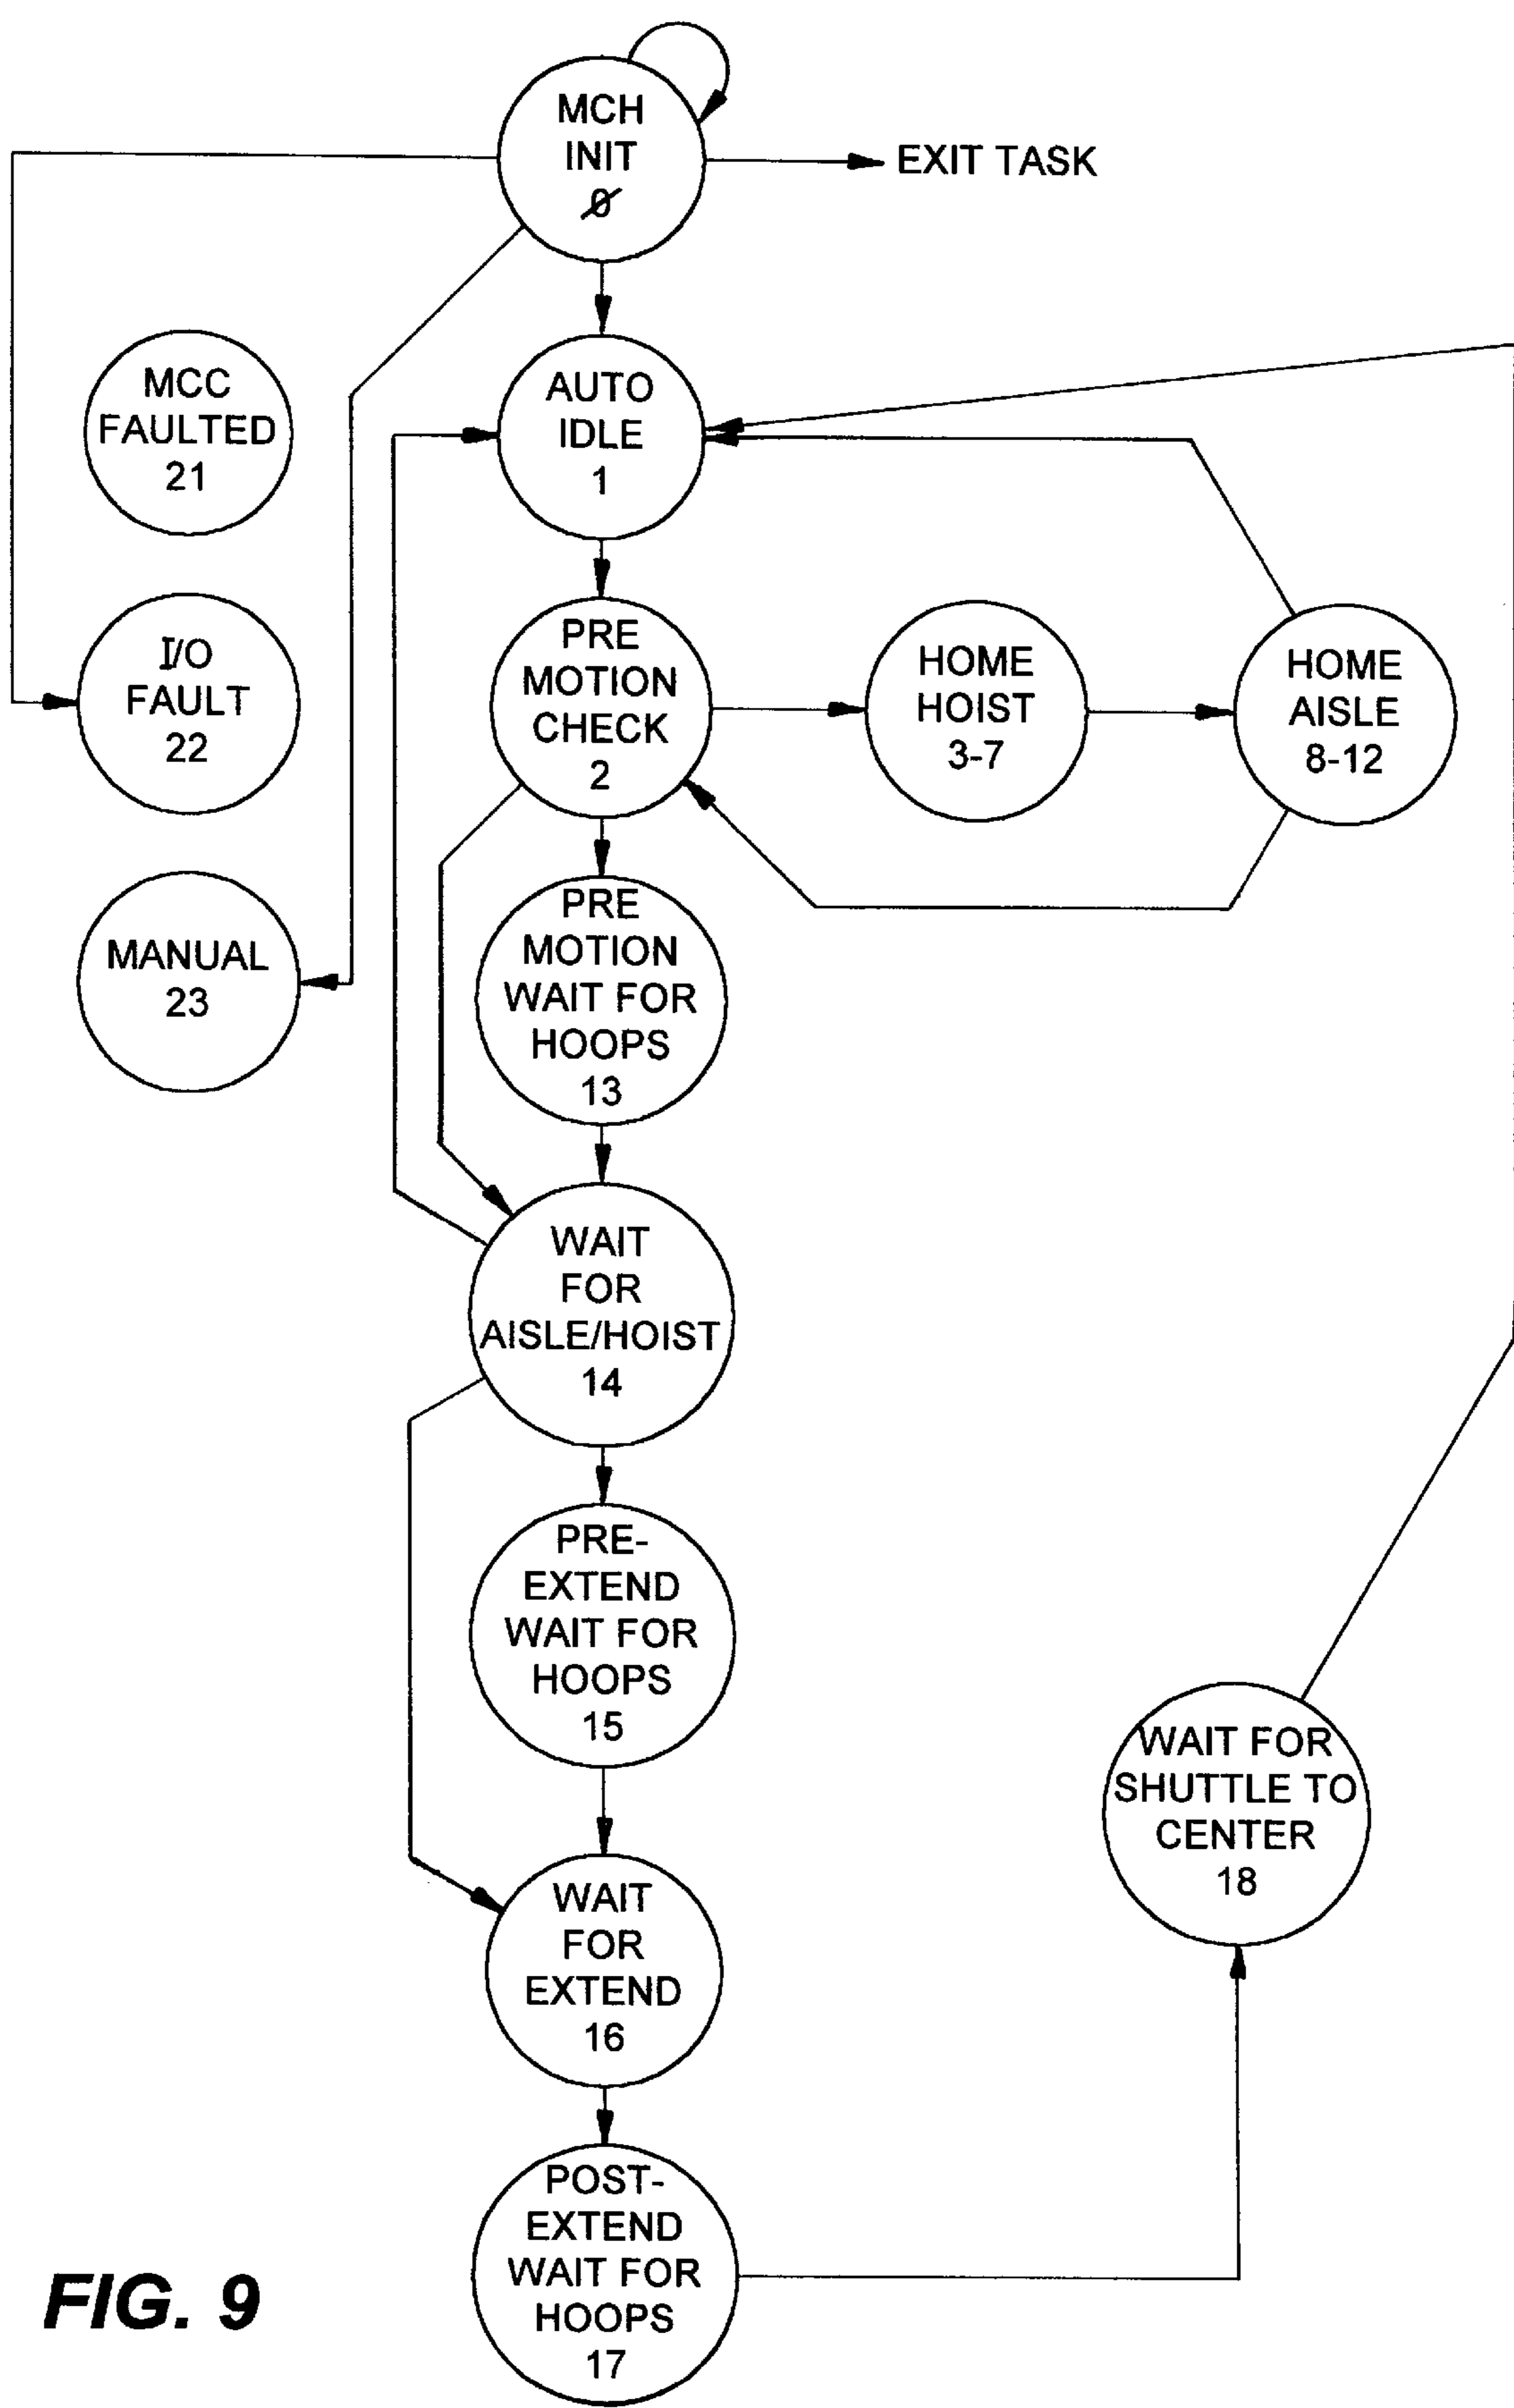 MCH
INIT
0
EXIT TASK
AUTO
IDLE
1
MCC
FAULTED
21
PRE
MOTION
CHECK
2
HOME
HOIST
3-7
HOME
AISLE
8-12
I/O
FAULT
22
MANUAL
23
PRE
MOTION
WAIT FOR
HOOPS
13
WAIT
FOR
AISLE/HOIST
14
PRE-
EXTEND
WAIT FOR
HOOPS
15
WAIT FOR
SHUTTLE TO
CENTER
18
WAIT
FOR
EXTEND
16
POST-
EXTEND
WAIT FOR
HOOPS
17
FIG. 9